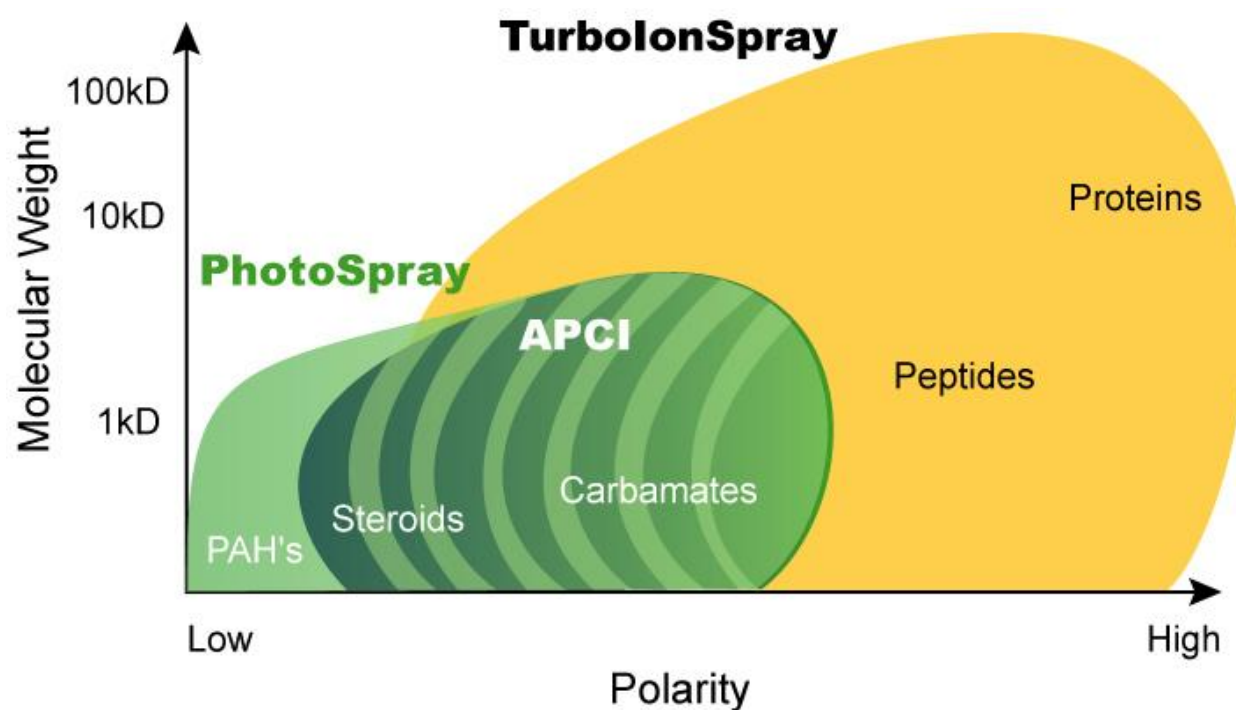 TurboIonSpray
100kD
Molecular Weight
10kD
Proteins
PhotoSpray
APCI
Peptides
1kD
Carbamates
Steroids
PAH's
Low
High
Polarity